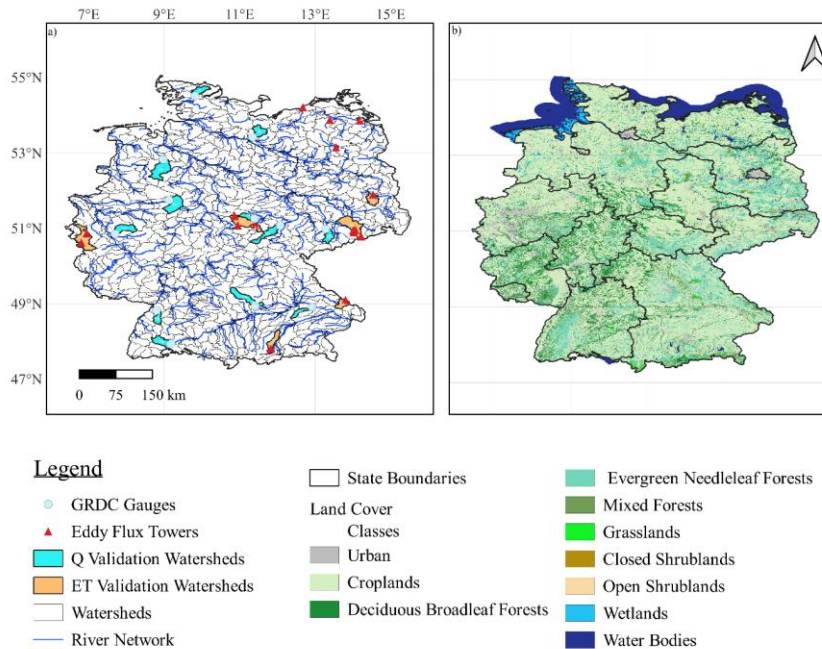 7°E 9°E 11°E 13°E 15°E
a)
b)
55°N
53°N
51°N
49°N
47°N
0 75 150 km
Legend
GRDC Gauges
Eddy Flux Towers
Q Validation Watersheds
ET Validation Watersheds
Watersheds
River Network
State Boundaries
Land Cover
Classes
Urban
Croplands
Deciduous Broadleaf Forests
Evergreen Needleleaf Forests
Mixed Forests
Grasslands
Closed Shrublands
Open Shrublands
Wetlands
Water Bodies